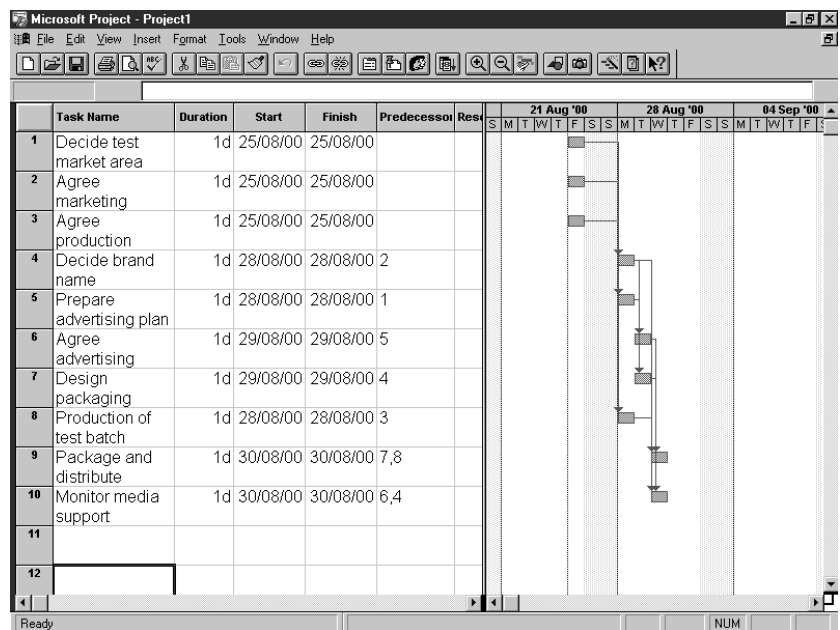 Microsoft Project - Project1
File Edit View Insert Format Tools Window Help
Task Name Duration Start Finish Predecessor Reso 21 Aug '00 28 Aug '00 04 Sep '00
S M T W T F S S M T W T F S S M T W T F S
1 Decide test 1d 25/08/00 25/08/00
market area
2 Agree 1d 25/08/00 25/08/00
marketing
3 Agree 1d 25/08/00 25/08/00
production
4 Decide brand 1d 28/08/00 28/08/00 2
name
5 Prepare 1d 28/08/00 28/08/00 1
advertising plan
6 Agree 1d 29/08/00 29/08/00 5
advertising
7 Design 1d 29/08/00 29/08/00 4
packaging
8 Production of 1d 28/08/00 28/08/00 3
test batch
9 Package and 1d 30/08/00 30/08/00 7,8
distribute
10 Monitor media 1d 30/08/00 30/08/00 6,4
support
11
12
Ready NUM